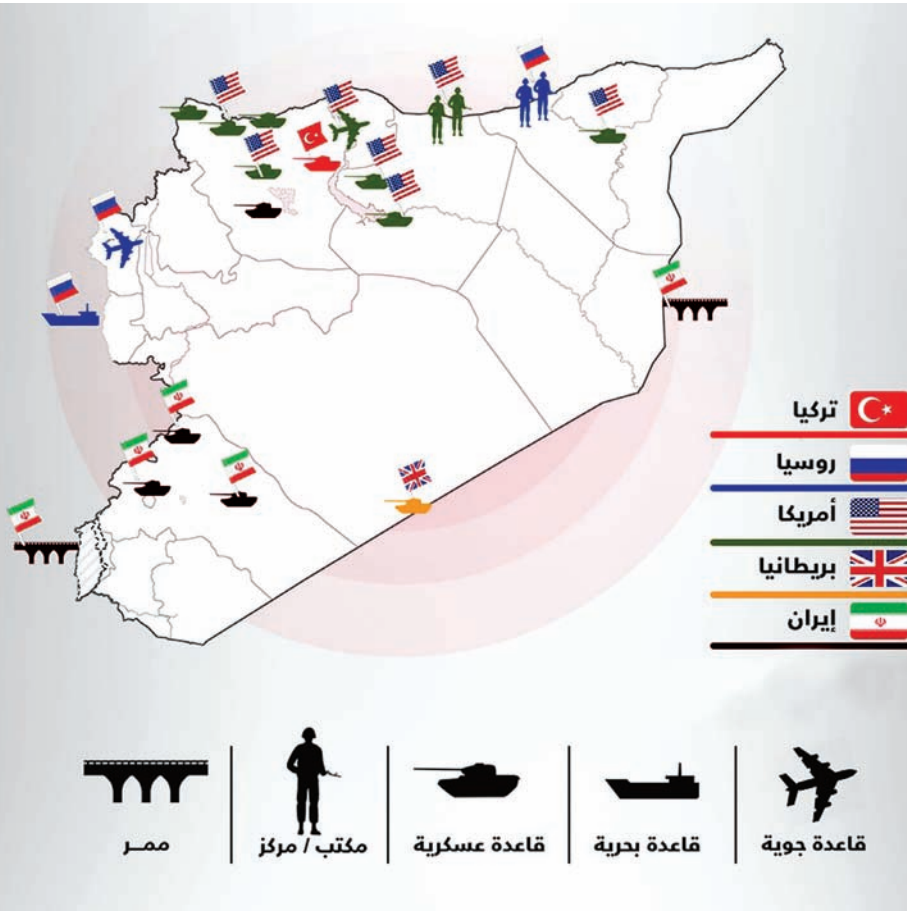 تركيا
روسيا
أمريكا
بريطانيا
إيران
قاعدة جوية
قاعدة بحرية
قاعدة عسكرية
مكتب / مركز
ممـر